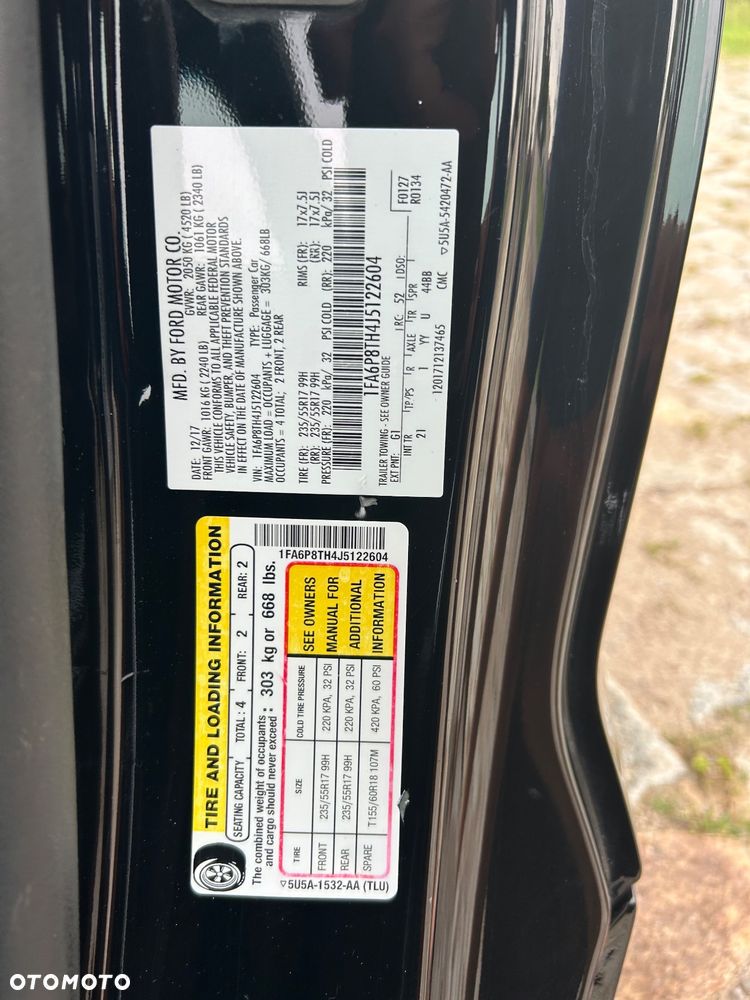 MFD. BY FORD MOTOR CO.
DATE: 12/17 GVWR: 2050 KG (4520 LB)
FRONT GAWR: 1016 KG (2240 LB) REAR GAWR: 1061 KG (2340 LB)
THIS VEHICLE CONFORMS TO ALL APPLICABLE FEDERAL MOTOR
VEHICLE SAFETY, BUMPER, AND THEFT PREVENTION STANDARDS
IN EFFECT ON THE DATE OF MANUFACTURE SHOWN ABOVE.
VIN: 1FA6P8TH4J5122604 TYPE: Passenger Car
MAXIMUM LOAD = OCCUPANTS + LUGGAGE = 303KG/ 668LB
OCCUPANTS = 4 TOTAL; 2 FRONT, 2 REAR
TIRE (FR): 235/55R17 99H RIMS (FR): 17x7.5J
(RR): 235/55R17 99H (RR): 17x7.5J
PRESSURE (FR): 220 kPa/ 32 PSI COLD (RR): 220 kPa/ 32 PSI COLD
1FA6P8TH4J5122604
TRAILER TOWING - SEE OWNER GUIDE
EXT PNT: G1 RC: 52 DSO: F0127
R0134
INT TR TP/PS R AXLE TR SPR
21 I YY U 44BB
1201712137465 CMC ▽5U5A-5420472-AA
TIRE AND LOADING INFORMATION
SEATING CAPACITY TOTAL: 4 FRONT: 2 REAR: 2
The combined weight of occupants
and cargo should never exceed: 303 kg or 668 lbs.
1FA6P8TH4J5122604
TIRE SIZE COLD TIRE PRESSURE SEE OWNERS
FRONT 235/55R17 99H 220 KPA, 32 PSI MANUAL FOR
REAR 235/55R17 99H 220 KPA, 32 PSI ADDITIONAL
SPARE T155/60R18 107M 420 KPA, 60 PSI INFORMATION
▽5U5A-1532-AA (TLU)
OTOMOTO